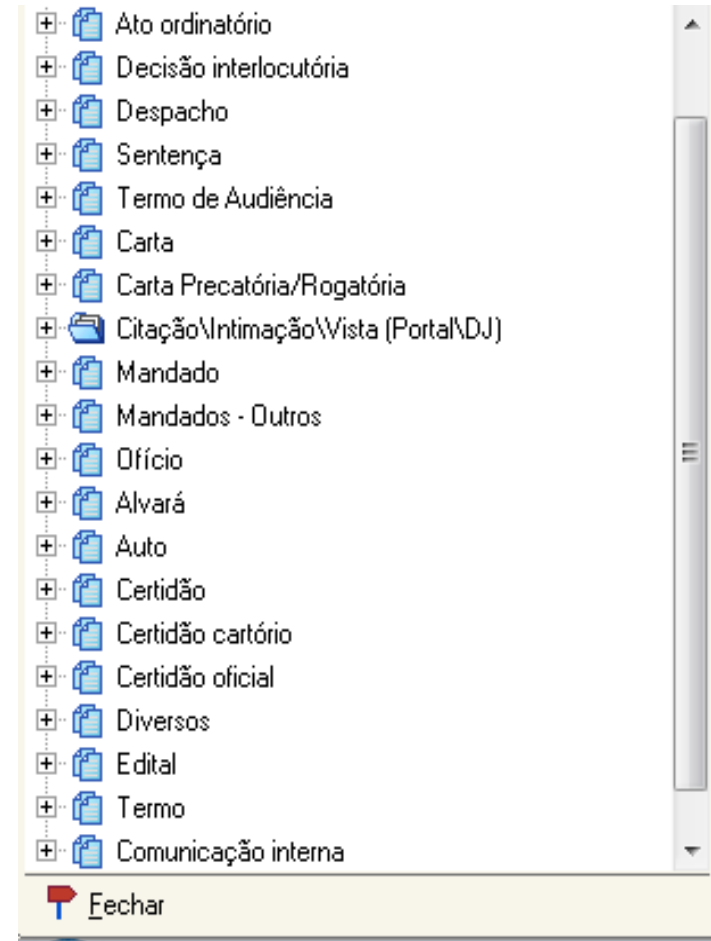 Ato ordinatório
Decisão interlocutória
Despacho
Sentença
Termo de Audiência
Carta
Carta Precatória/Rogatória
Citação\Intimação\Vista (Portal\DJ)
Mandado
Mandados - Outros
Ofício
Alvará
Auto
Certidão
Certidão cartório
Certidão oficial
Diversos
Edital
Termo
Comunicação interna
Fechar